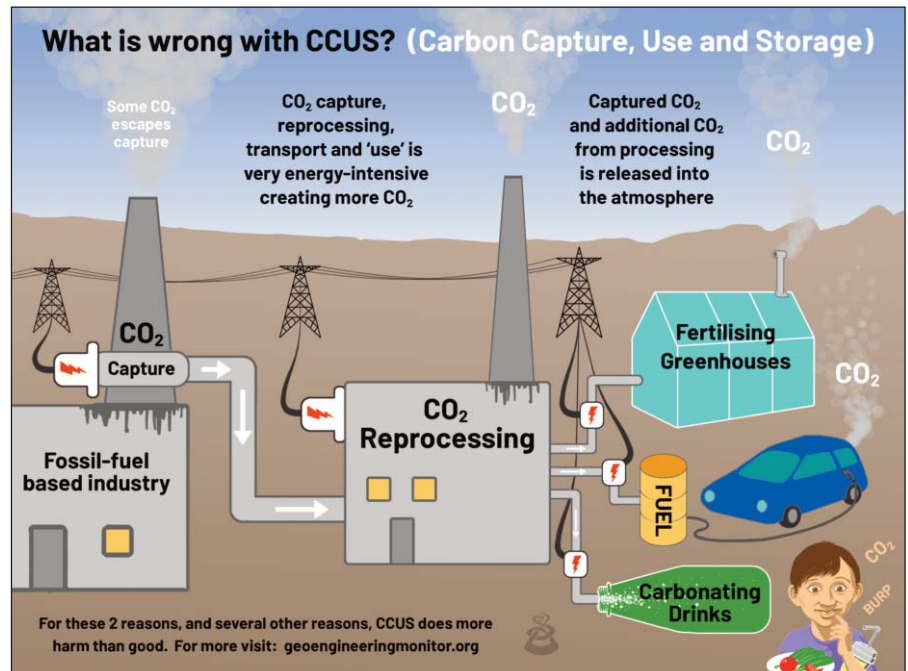 What is wrong with CCUS? (Carbon Capture, Use and Storage)
Some CO₂
escapes
capture
CO₂ capture,
reprocessing,
transport and ‘use’ is
very energy-intensive
creating more CO₂
CO₂
Captured CO₂
and additional CO₂
from processing
is released into
the atmosphere
CO₂
CO₂
Capture
Fossil-fuel
based industry
CO₂
Reprocessing
Fertilising
Greenhouses
CO₂
FUEL
Carbonating
Drinks
CO₂
BURP
For these 2 reasons, and several other reasons, CCUS does more
harm than good. For more visit: geoengineeringmonitor.org